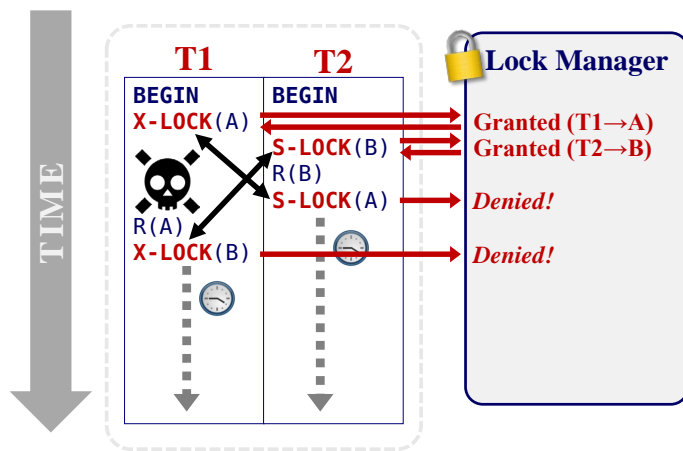 TIME
T1
T2
BEGIN
X-LOCK(A)
R(A)
X-LOCK(B)
BEGIN
S-LOCK(B)
R(B)
S-LOCK(A)
Lock Manager
Granted (T1→A)
Granted (T2→B)
Denied!
Denied!